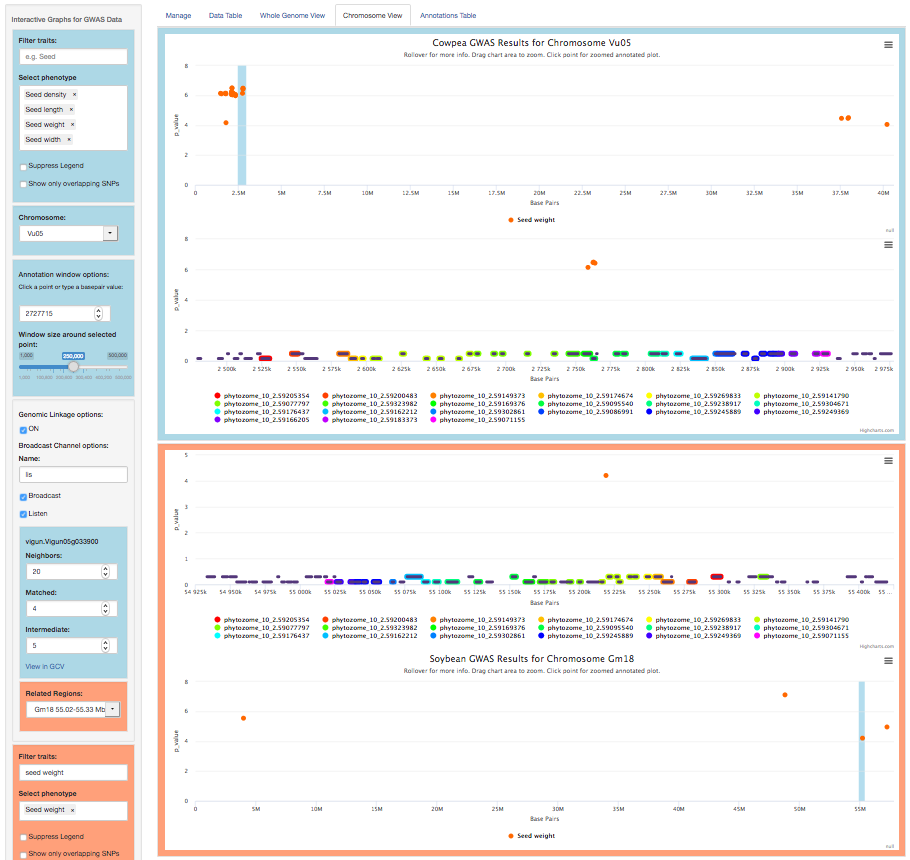 Interactive Graphs for GWAS Data
Filter traits:
e.g. Seed
Select phenotype
Seed density ×
Seed length ×
Seed weight ×
Seed width ×
Suppress Legend
Show only overlapping SNPs
Chromosome:
Vu05
Annotation window options:
Click a point or type a basepair value:
2727715
Window size around selected
point:
1,000 250,000 500,000
1,000 100,000 200,000 300,000 400,000 500,000
Genomic Linkage options:
ON
Broadcast Channel options:
Name:
lis
Broadcast
Listen
vigun.Vigun05g033900
Neighbors:
20
Matched:
4
Intermediate:
5
View in GCV
Related Regions:
Gm18 55.02-55.33 Mb
Filter traits:
seed weight
Select phenotype
Seed weight ×
Suppress Legend
Show only overlapping SNPs
Manage Data Table Whole Genome View Chromosome View Annotations Table
Cowpea GWAS Results for Chromosome Vu05
Rollover for more info. Drag chart area to zoom. Click point for zoomed annotated plot.
p_value
8
6
4
2
0
0 2.5M 5M 7.5M 10M 12.5M 15M 17.5M 20M 22.5M 25M 27.5M 30M 32.5M 35M 37.5M 40M
Base Pairs
Seed weight
null
p_value
8
6
4
2
0
2 500k 2 525k 2 550k 2 575k 2 600k 2 625k 2 650k 2 675k 2 700k 2 725k 2 750k 2 775k 2 800k 2 825k 2 850k 2 875k 2 900k 2 925k 2 950k 2 975k
Base Pairs
phytozome_10_2.59205354 phytozome_10_2.59200483 phytozome_10_2.59149373 phytozome_10_2.59174674 phytozome_10_2.59269833 phytozome_10_2.59141790
phytozome_10_2.59077797 phytozome_10_2.59323982 phytozome_10_2.59169376 phytozome_10_2.59095540 phytozome_10_2.59238917 phytozome_10_2.59304671
phytozome_10_2.59176437 phytozome_10_2.59162212 phytozome_10_2.59302861 phytozome_10_2.59086991 phytozome_10_2.59245889 phytozome_10_2.59249369
phytozome_10_2.59166205 phytozome_10_2.59183373 phytozome_10_2.59071155
Highcharts.com
p_value
5
4
3
2
1
0
54 925k 54 950k 54 975k 55 000k 55 025k 55 050k 55 075k 55 100k 55 125k 55 150k 55 175k 55 200k 55 225k 55 250k 55 275k 55 300k 55 325k 55 350k 55 375k 55 400k 55 ...
Base Pairs
phytozome_10_2.59205354 phytozome_10_2.59200483 phytozome_10_2.59149373 phytozome_10_2.59174674 phytozome_10_2.59269833 phytozome_10_2.59141790
phytozome_10_2.59077797 phytozome_10_2.59323982 phytozome_10_2.59169376 phytozome_10_2.59095540 phytozome_10_2.59238917 phytozome_10_2.59304671
phytozome_10_2.59176437 phytozome_10_2.59162212 phytozome_10_2.59302861 phytozome_10_2.59245889 phytozome_10_2.59249369 phytozome_10_2.59071155
Highcharts.com
Soybean GWAS Results for Chromosome Gm18
Rollover for more info. Drag chart area to zoom. Click point for zoomed annotated plot.
p_value
8
6
4
2
0
0 5M 10M 15M 20M 25M 30M 35M 40M 45M 50M 55M
Base Pairs
Seed weight
null